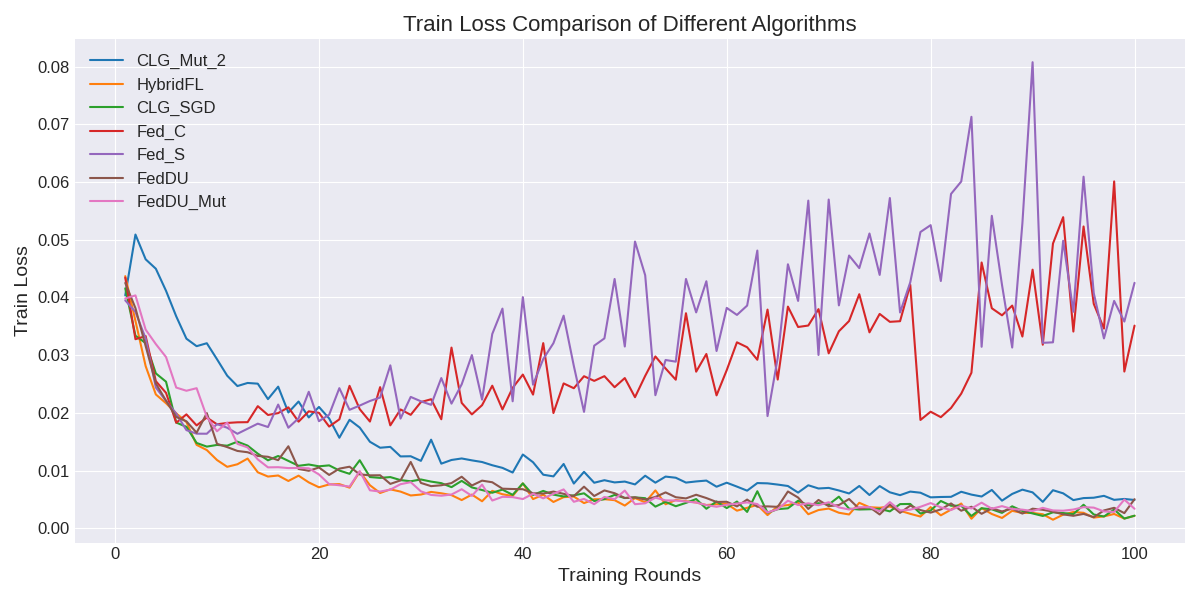 Train Loss Comparison of Different Algorithms
CLG_Mut_2
HybridFL
CLG_SGD
Fed_C
Fed_S
FedDU
FedDU_Mut
0.08
0.07
0.06
0.05
0.04
0.03
0.02
0.01
0.00
Train Loss
0 20 40 60 80 100
Training Rounds